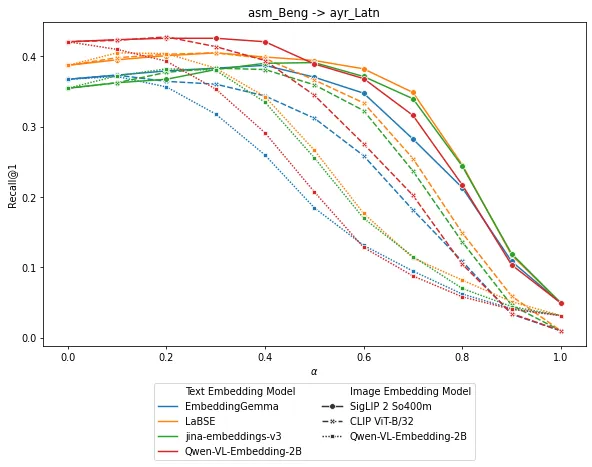 asm_Beng -> ayr_Latn
Recall@1
0.4
0.3
0.2
0.1
0.0
0.0 0.2 0.4 0.6 0.8 1.0
α
Text Embedding Model
EmbeddingGemma
LaBSE
jina-embeddings-v3
Qwen-VL-Embedding-2B
Image Embedding Model
SigLIP 2 So400m
CLIP ViT-B/32
Qwen-VL-Embedding-2B